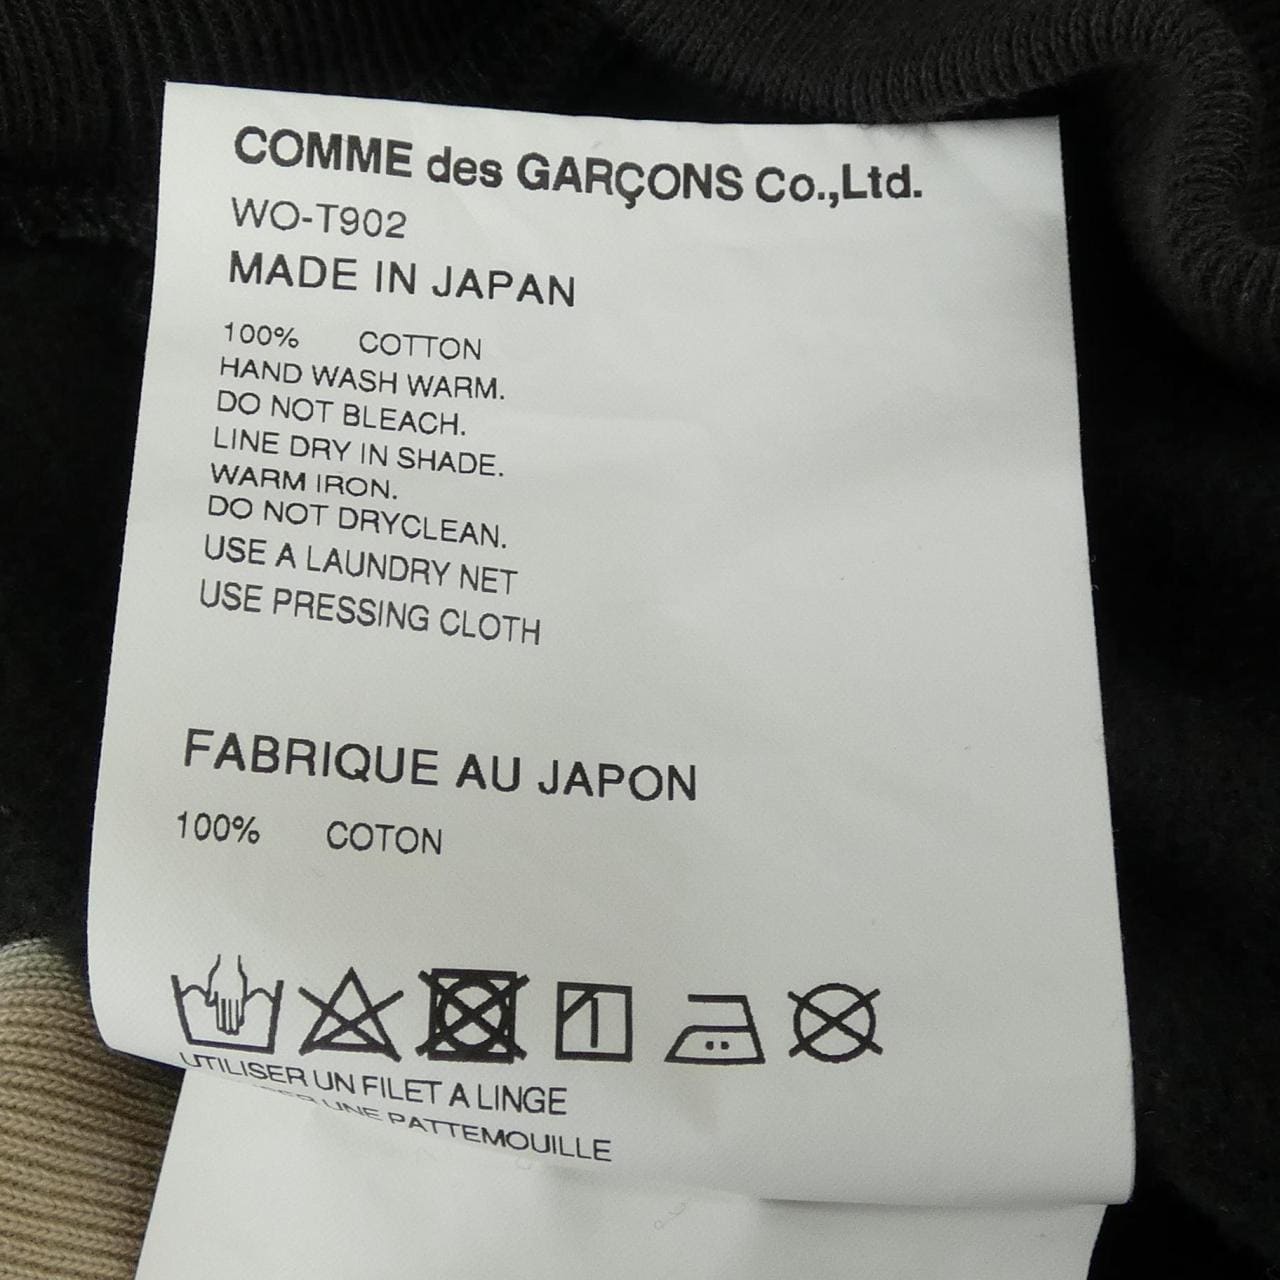 COMME des GARÇONS Co.,Ltd.
WO-T902
MADE IN JAPAN
100% COTTON
HAND WASH WARM.
DO NOT BLEACH.
LINE DRY IN SHADE.
WARM IRON.
DO NOT DRYCLEAN.
USE A LAUNDRY NET
USE PRESSING CLOTH
FABRIQUE AU JAPON
100% COTON
UTILISER UN FILET A LINGE
UNE PATTEMOUILLE